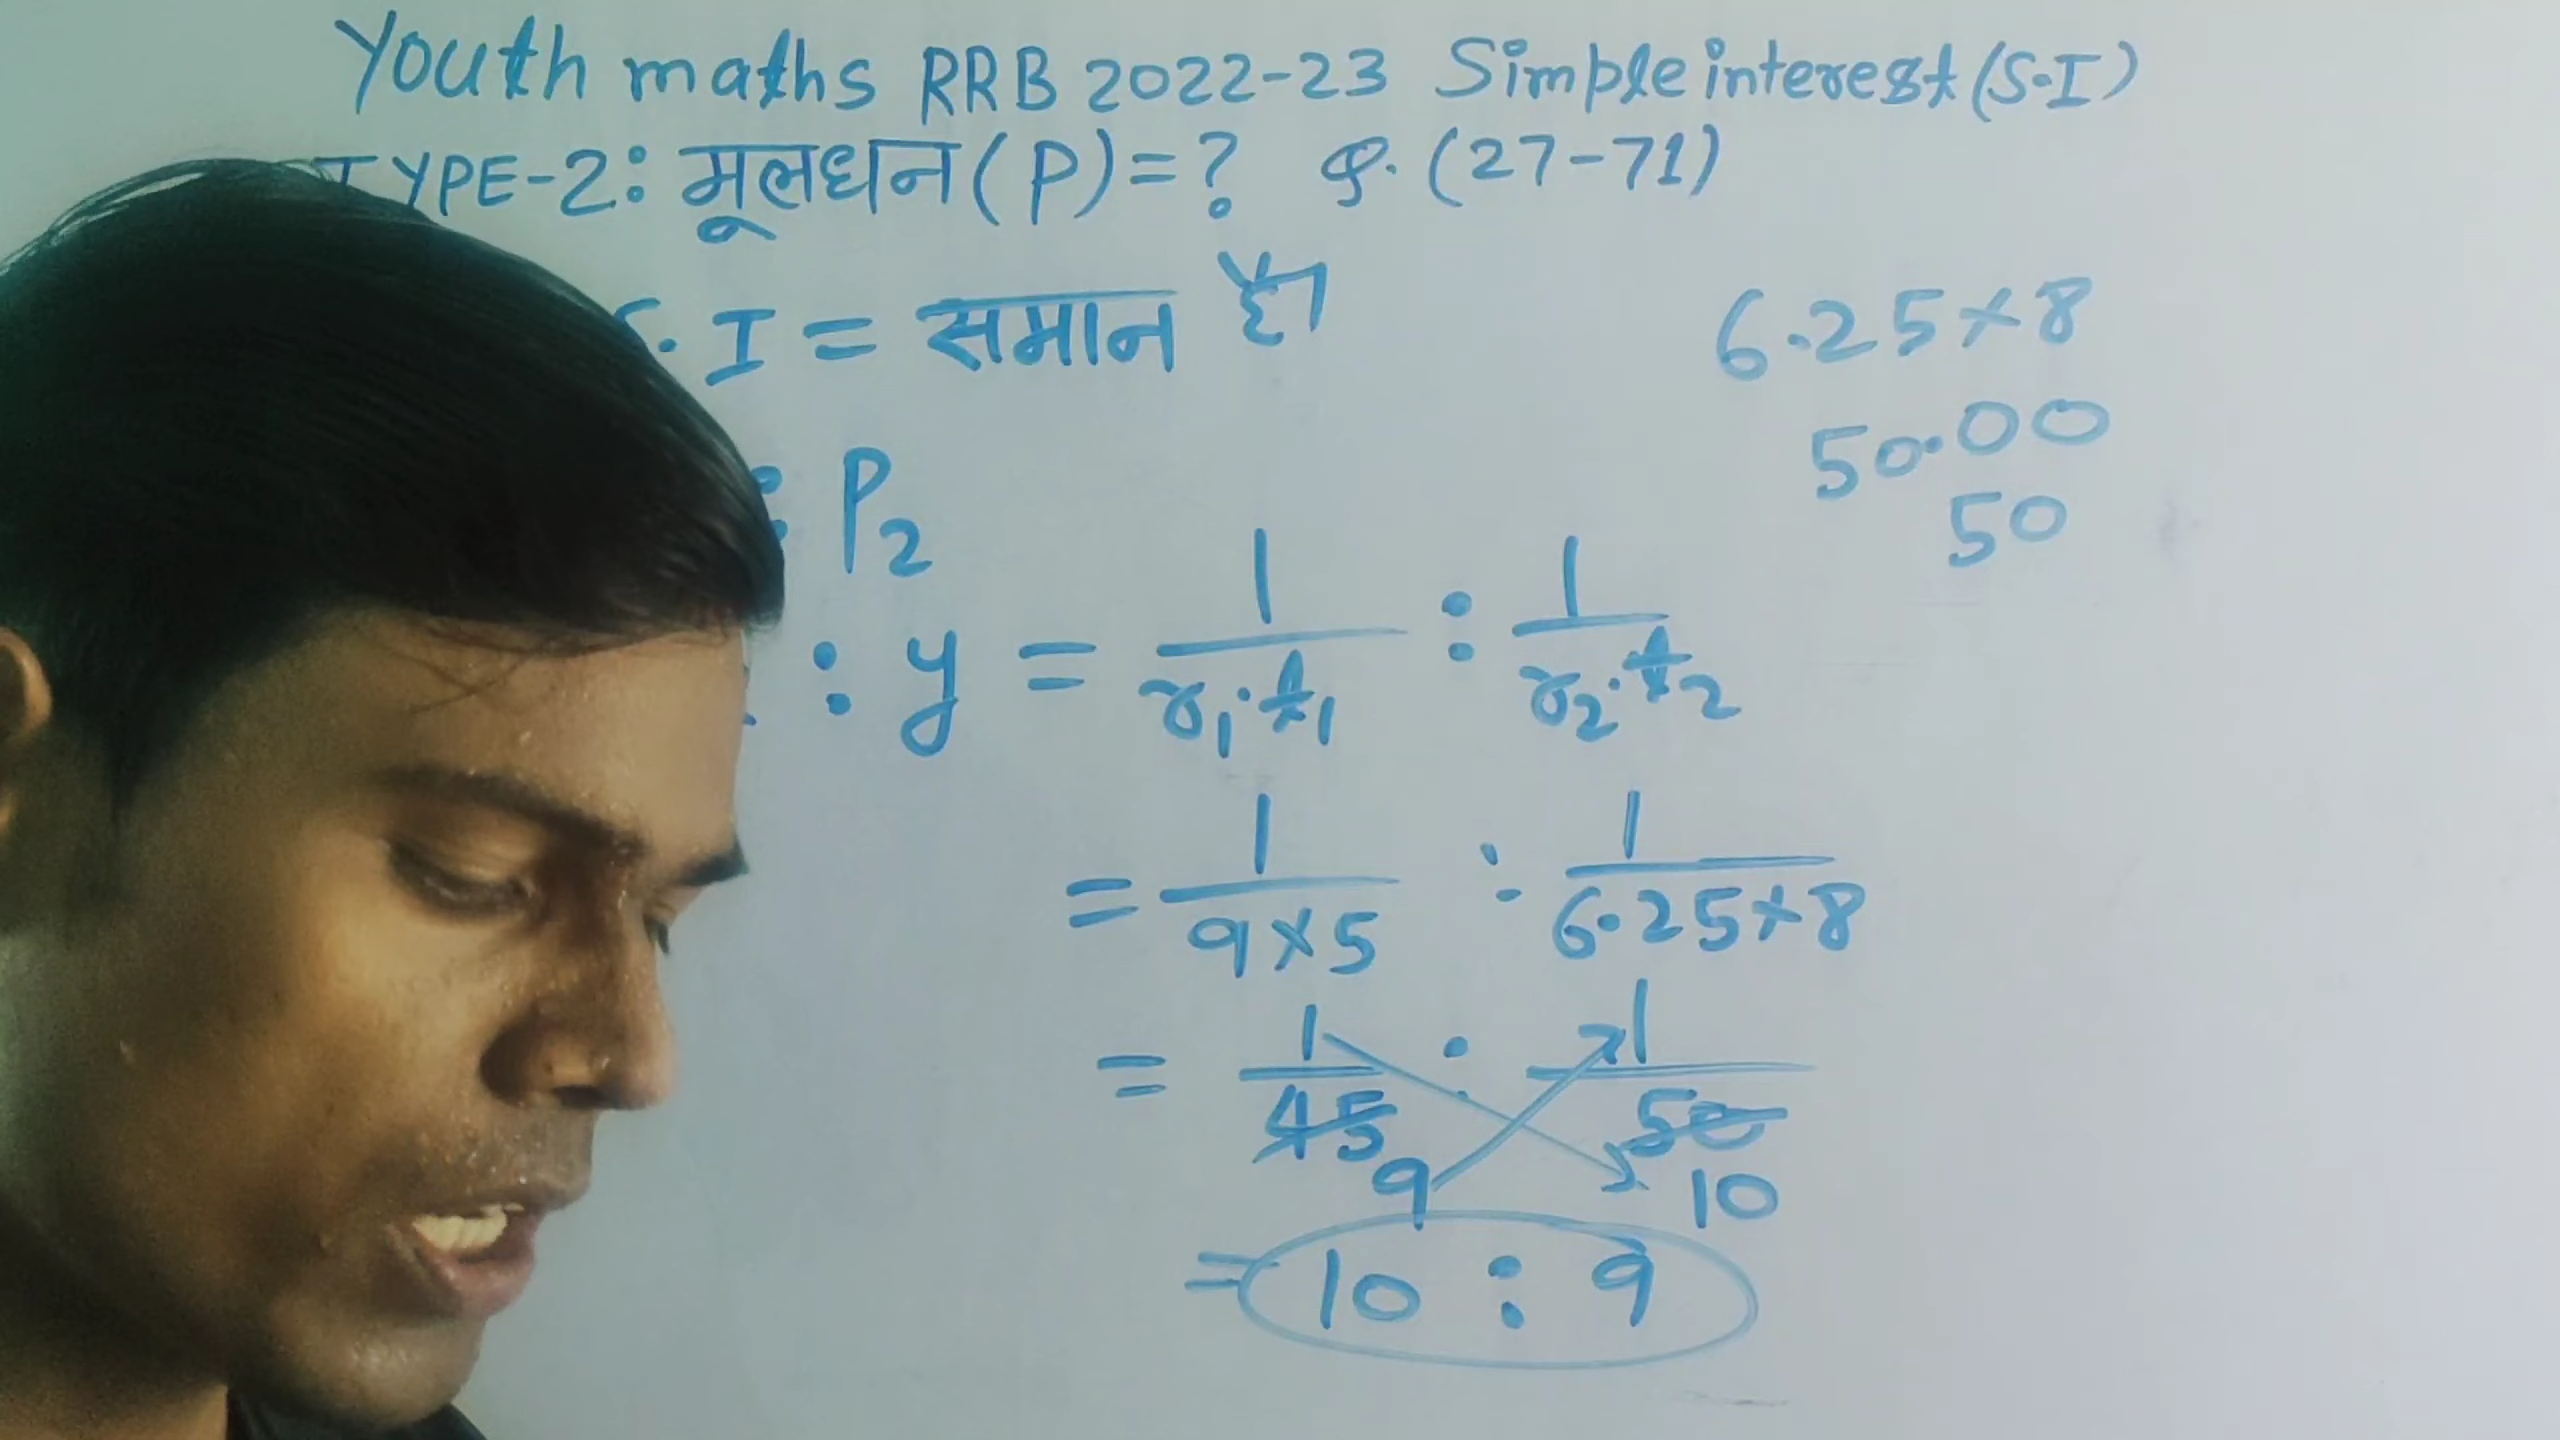 Youth maths RRB 2022-23 Simple interest (S.I)
TYPE-2: मूलधन (P) = ? Q. (27-71)
S.I = समान है।
: P2
: y = 1/r1.t1 : 1/r2.t2
= 1/9×5 : 1/6.25×8
= 1/45 : 1/50
9 10
= 10 : 9
6.25×8
50.00
50